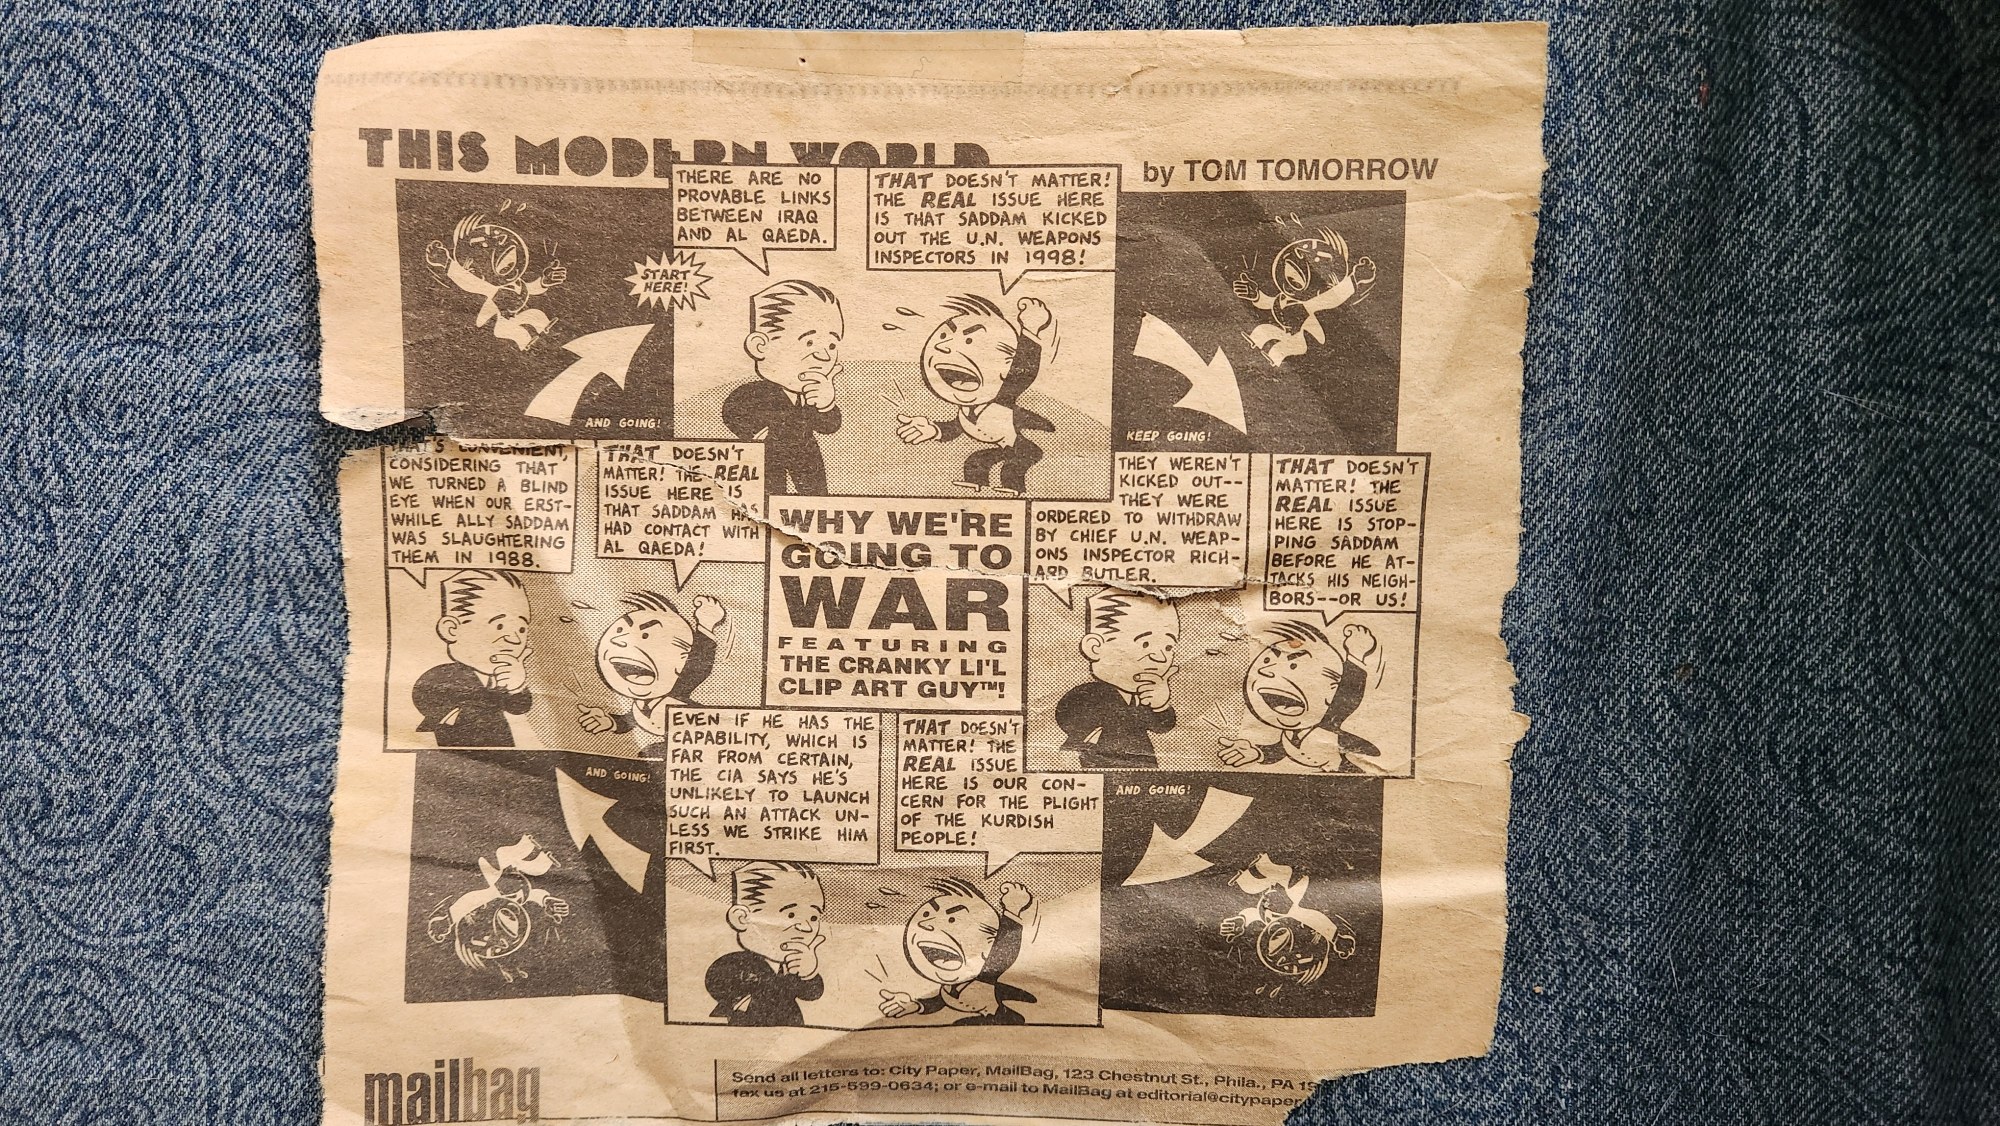 THIS MODERN WORLD
by TOM TOMORROW
THERE ARE NO
PROVABLE LINKS
BETWEEN IRAQ
AND AL QAEDA.
THAT DOESN'T MATTER!
THE REAL ISSUE HERE
IS THAT SADDAM KICKED
OUT THE U.N. WEAPONS
INSPECTORS IN 1998!
START
HERE!
KEEP GOING!
THEY WEREN'T
KICKED OUT--
THEY WERE
ORDERED TO WITHDRAW
BY CHIEF U.N. WEAP-
ONS INSPECTOR RICH-
ARD BUTLER.
THAT DOESN'T
MATTER! THE
REAL ISSUE
HERE IS STOP-
PING SADDAM
BEFORE HE AT-
TACKS HIS NEIGH-
BORS--OR US!
AND GOING!
EVEN IF HE HAS THE
CAPABILITY, WHICH IS
FAR FROM CERTAIN,
THE CIA SAYS HE'S
UNLIKELY TO LAUNCH
SUCH AN ATTACK UN-
LESS WE STRIKE HIM
FIRST.
THAT DOESN'T
MATTER! THE
REAL ISSUE
HERE IS OUR CON-
CERN FOR THE PLIGHT
OF THE KURDISH
PEOPLE!
AND GOING!
THAT'S CONVENIENT,
CONSIDERING THAT
WE TURNED A BLIND
EYE WHEN OUR ERST-
WHILE ALLY SADDAM
WAS SLAUGHTERING
THEM IN 1988.
THAT DOESN'T
MATTER! THE REAL
ISSUE HERE IS
THAT SADDAM HAS
HAD CONTACT WITH
AL QAEDA!
AND GOING!
WHY WE'RE
GOING TO
WAR
FEATURING
THE CRANKY LI'L
CLIP ART GUY™!
mailbag
Send all letters to: City Paper, MailBag, 123 Chestnut St., Phila., PA 19
fax us at 215-599-0634; or e-mail to MailBag at editorial@citypaper